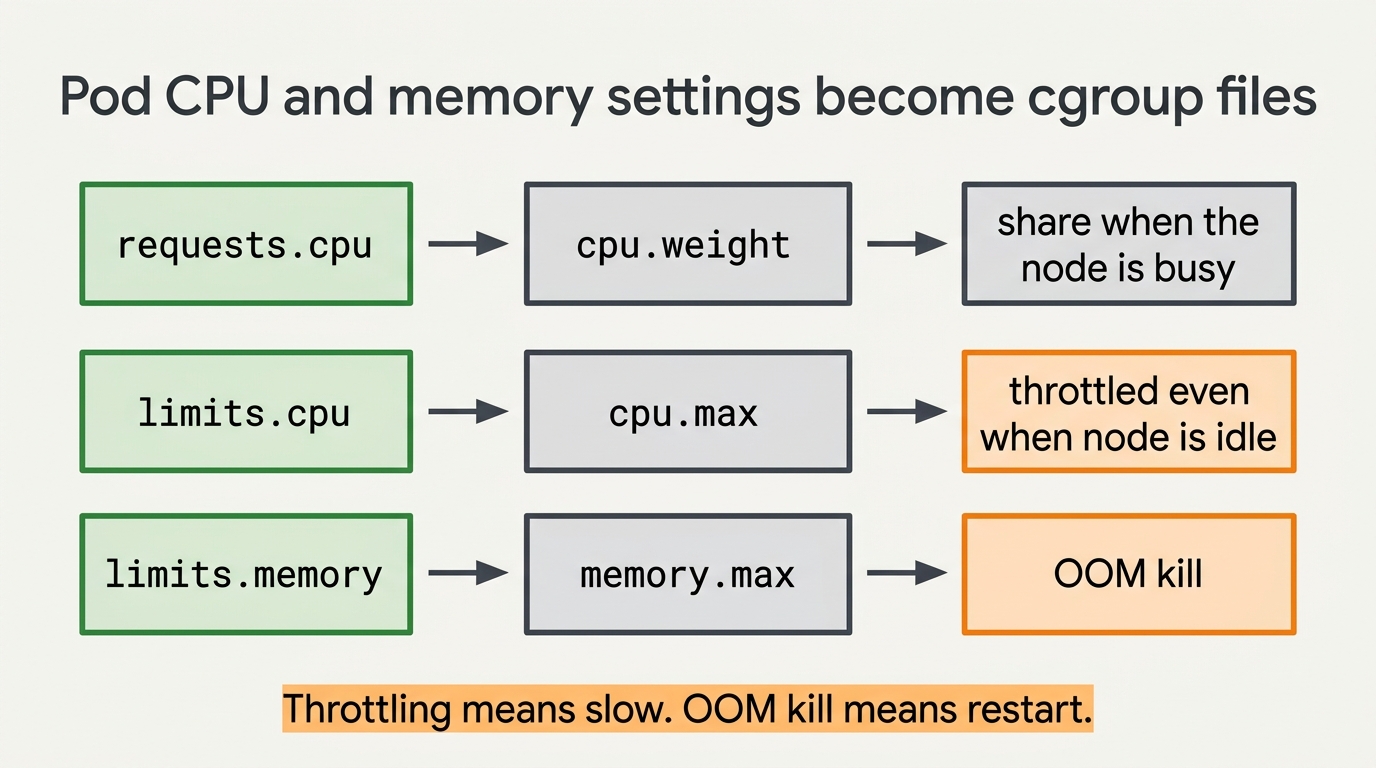 Pod CPU and memory settings become cgroup files
requests.cpu
cpu.weight
share when the
node is busy
limits.cpu
cpu.max
throttled even
when node is idle
limits.memory
memory.max
OOM kill
Throttling means slow. OOM kill means restart.